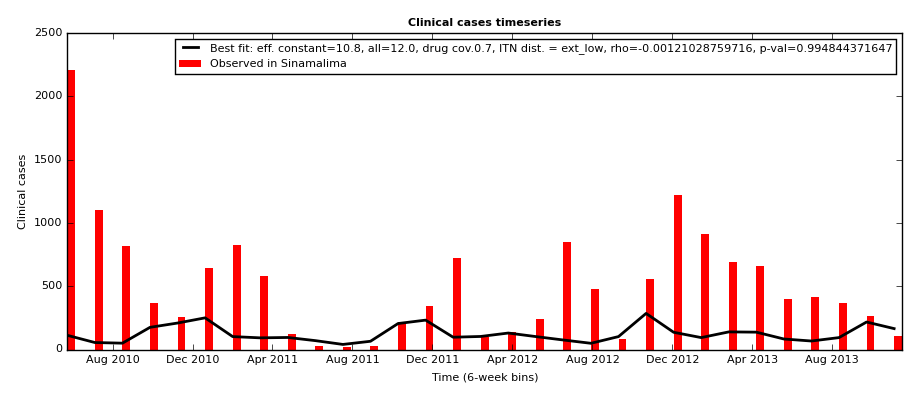 Clinical cases timeseries
Best fit: eff. constant=10.8, all=12.0, drug cov.0.7, ITN dist. = ext_low, rho=-0.00121028759716, p-val=0.994844371647
Observed in Sinamalima
2500
2000
1500
1000
500
0
Clinical cases
Aug 2010 Dec 2010 Apr 2011 Aug 2011 Dec 2011 Apr 2012 Aug 2012 Dec 2012 Apr 2013 Aug 2013
Time (6-week bins)